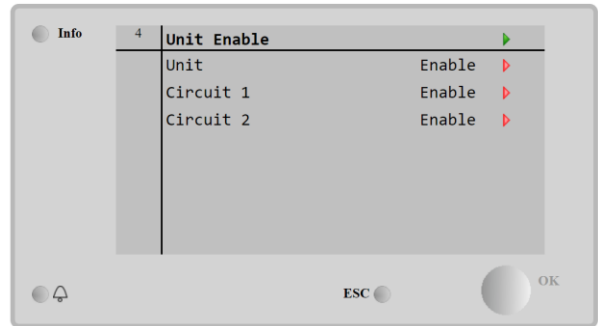 Info
4 Unit Enable
Unit Enable
Circuit 1 Enable
Circuit 2 Enable
ESC
OK